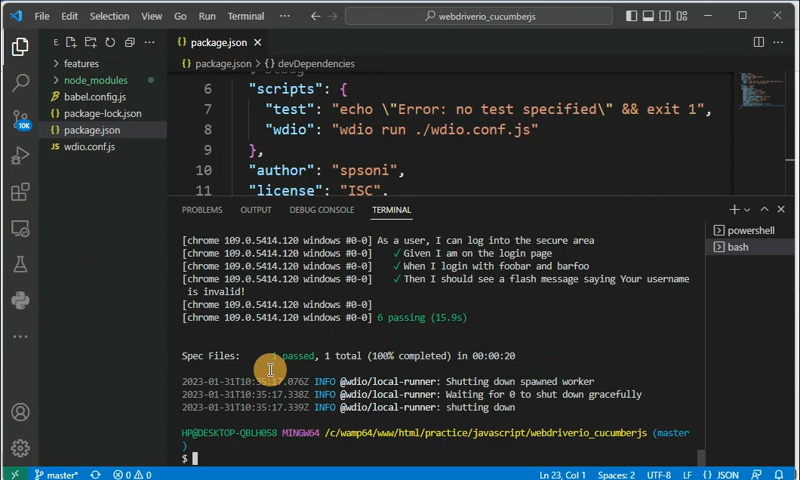 File Edit Selection View Go Run Terminal ··· webdriverio_cucumberjs
E.
features
node_modules
babel.config.js
package-lock.json
package.json
JS wdio.conf.js
10K
{} package.json
{} package.json > {} devDependencies
6 "scripts": {
7 "test": "echo \"Error: no test specified\" && exit 1",
8 "wdio": "wdio run ./wdio.conf.js"
9 },
10 "author": "spsoni",
11 "license": "ISC",
PROBLEMS OUTPUT DEBUG CONSOLE TERMINAL
powershell
bash
[chrome 109.0.5414.120 windows #0-0] As a user, I can log into the secure area
[chrome 109.0.5414.120 windows #0-0] ✓ Given I am on the login page
[chrome 109.0.5414.120 windows #0-0] ✓ When I login with foobar and barfoo
[chrome 109.0.5414.120 windows #0-0] ✓ Then I should see a flash message saying Your username
is invalid!
[chrome 109.0.5414.120 windows #0-0]
[chrome 109.0.5414.120 windows #0-0] 6 passing (15.9s)
Spec Files: 1 passed, 1 total (100% completed) in 00:00:20
2023-01-31T10:35:17.076Z INFO @wdio/local-runner: Shutting down spawned worker
2023-01-31T10:35:17.338Z INFO @wdio/local-runner: Waiting for 0 to shut down gracefully
2023-01-31T10:35:17.339Z INFO @wdio/local-runner: shutting down
HP@DESKTOP-QBLH058 MINGW64 /c/wamp64/www/html/practice/javascript/webdriverio_cucumberjs (master
)
$
master* 0 0 Ln 23, Col 1 Spaces: 2 UTF-8 LF {} JSON